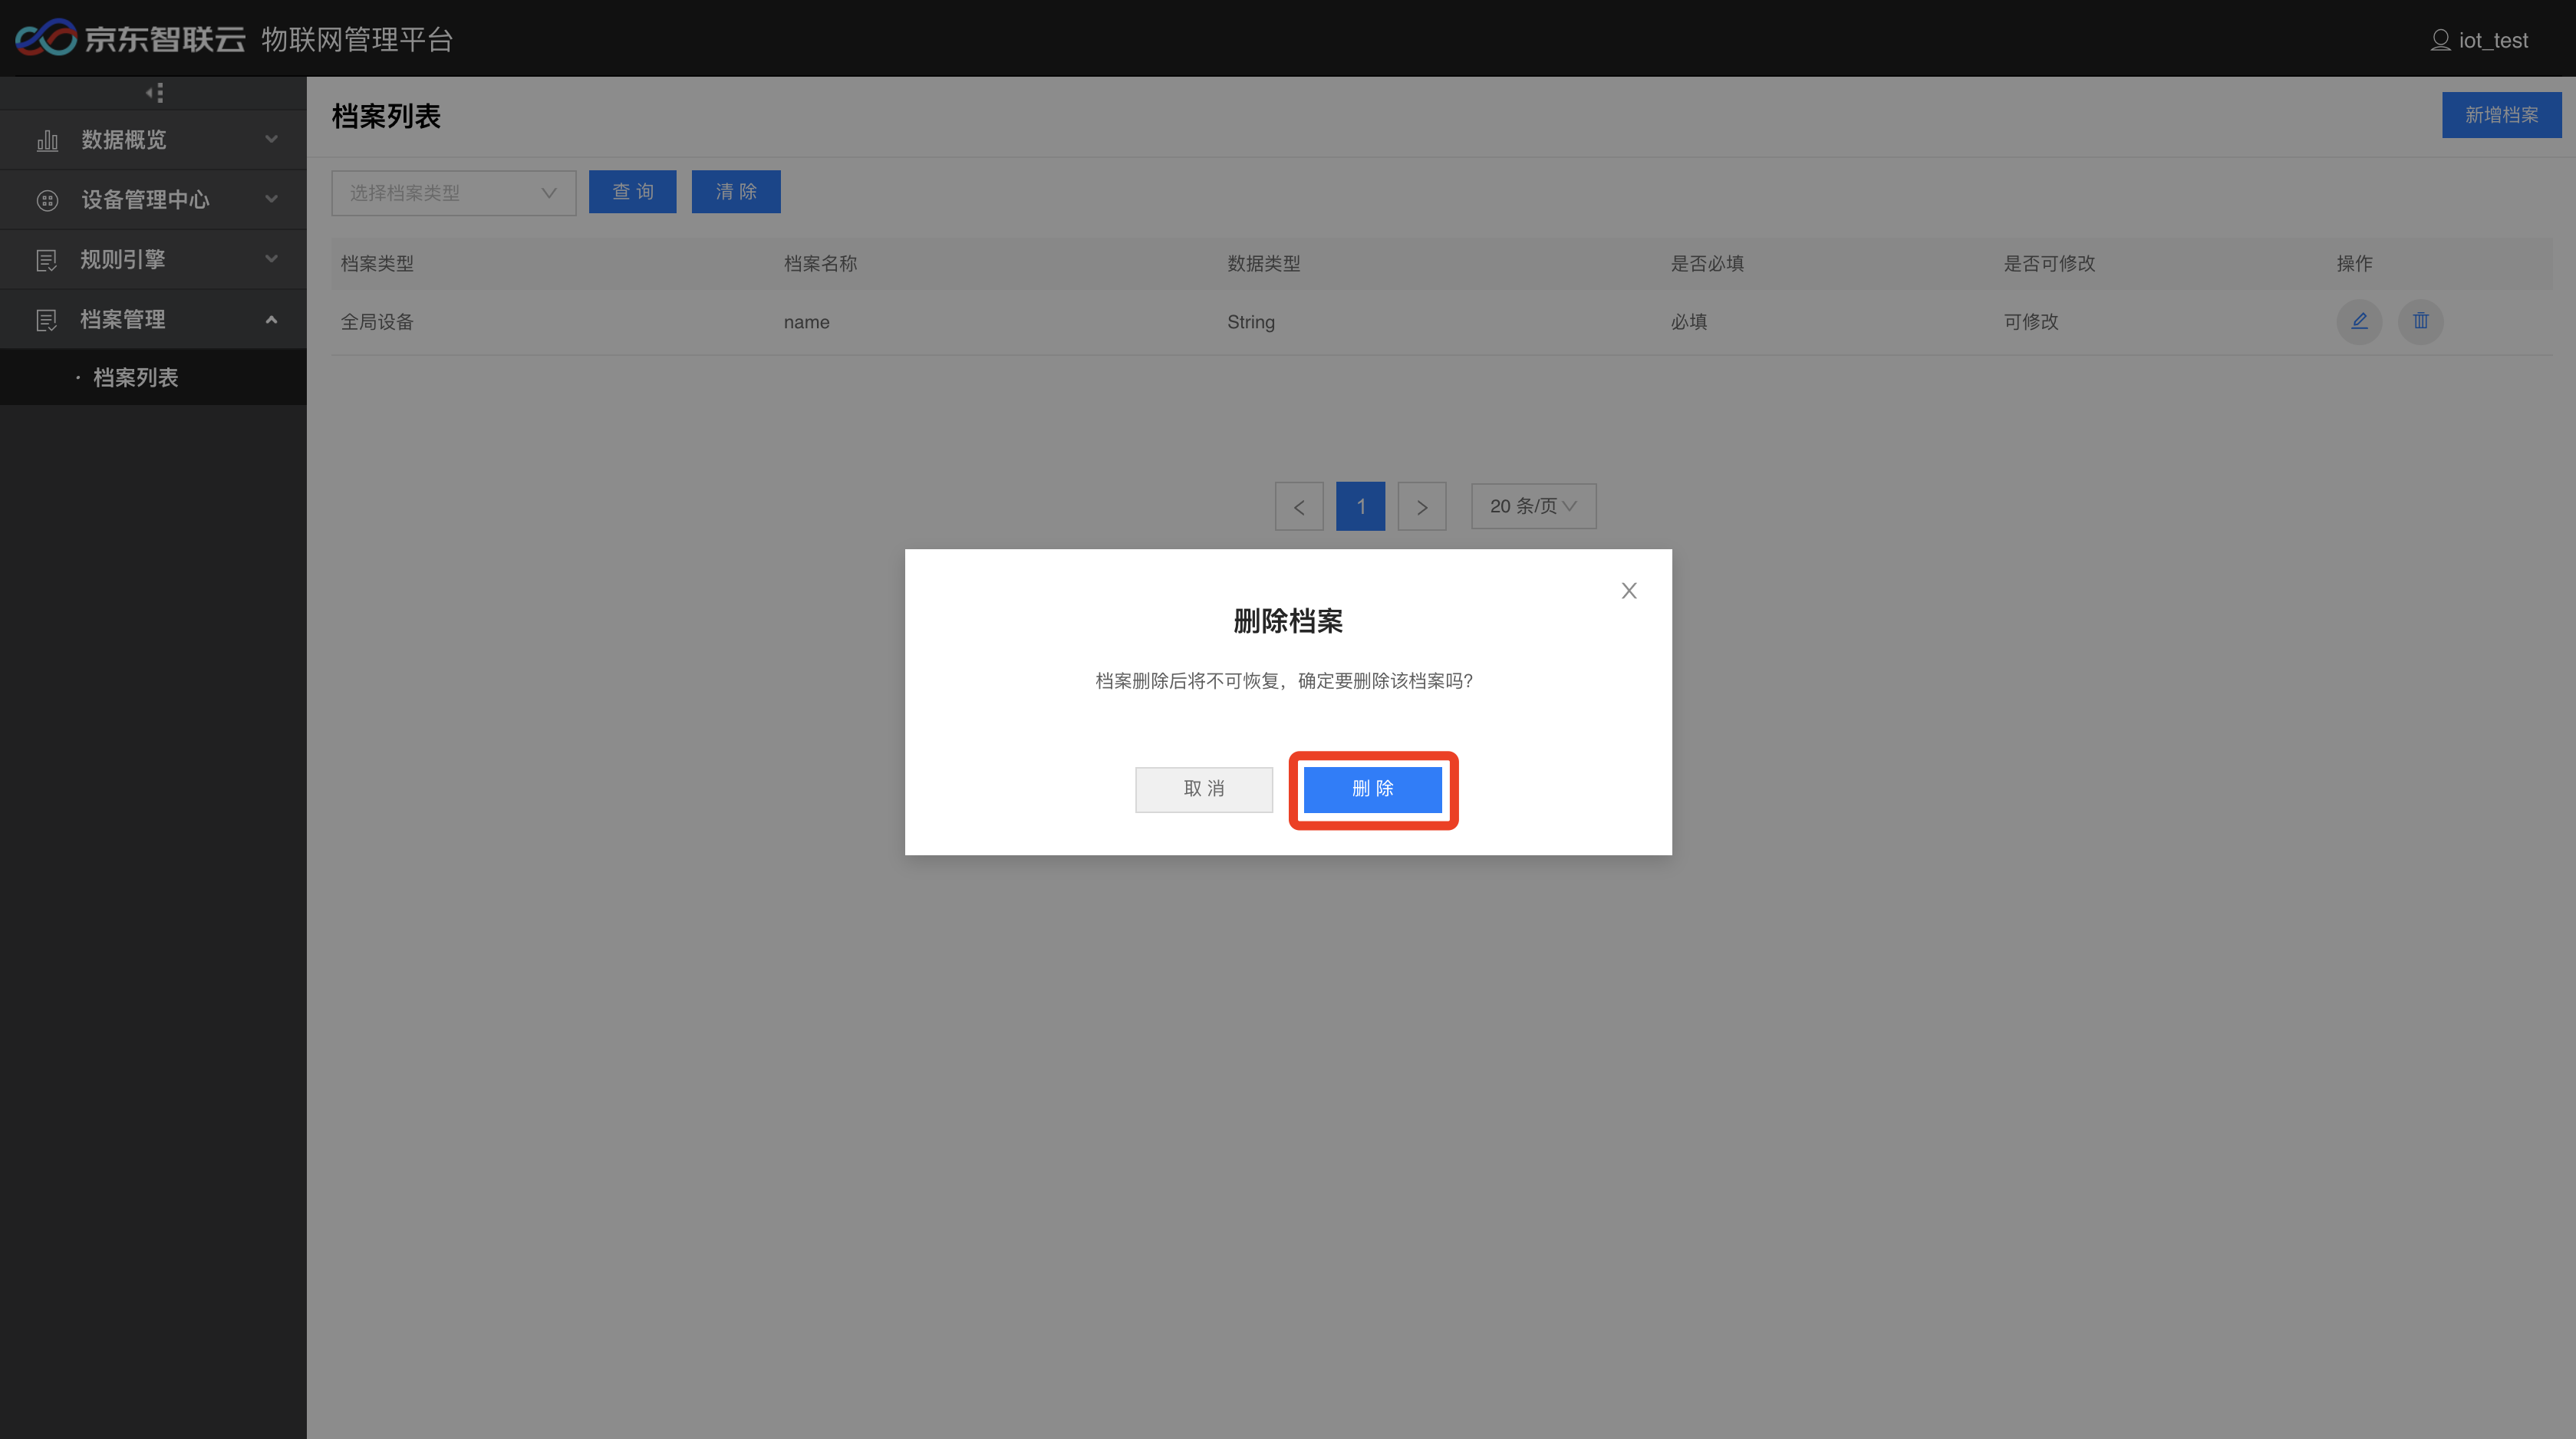 京东智联云 物联网管理平台
iot_test
数据概览
设备管理中心
规则引擎
档案管理
· 档案列表
档案列表
新增档案
选择档案类型
查 询
清 除
档案类型 档案名称 数据类型 是否必填 是否可修改 操作
全局设备 name String 必填 可修改
< 1 > 20 条/页
删除档案
档案删除后将不可恢复，确定要删除该档案吗?
取 消
删 除